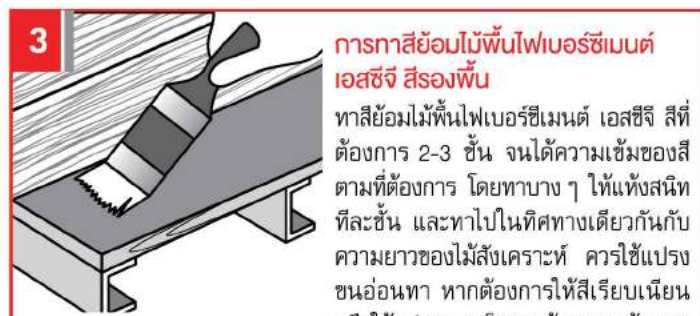 3
การทาสีย้อมไม้พื้นไฟเบอร์ซีเมนต์
เอสซีจี สีรองพื้น
ทาสีย้อมไม้พื้นไฟเบอร์ซีเมนต์ เอสซีจี สีที่
ต้องการ 2-3 ชั้น จนได้ความเข้มของสี
ตามที่ต้องการ โดยทาบาง ๆ ให้แห้งสนิท
ทีละชั้น และทาไปในทิศทางเดียวกันกับ
ความยาวของไม้สังเคราะห์ ควรใช้แปรง
ขนอ่อนทา หากต้องการให้สีเรียบเนียน